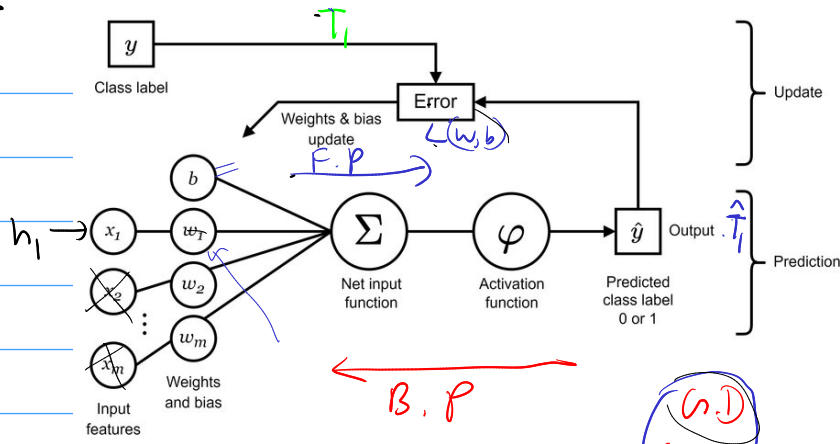 T₁
y
Class label
Error
Update
Weights & bias
update
L(w,b)
F.P
b
h₁
x₁
w₁
Σ
φ
ŷ
Output
T̂₁
Prediction
x₂
w₂
Net input
function
Activation
function
Predicted
class label
0 or 1
⋮
wₘ
xₘ
Weights
and bias
Input
features
B.P
G.D